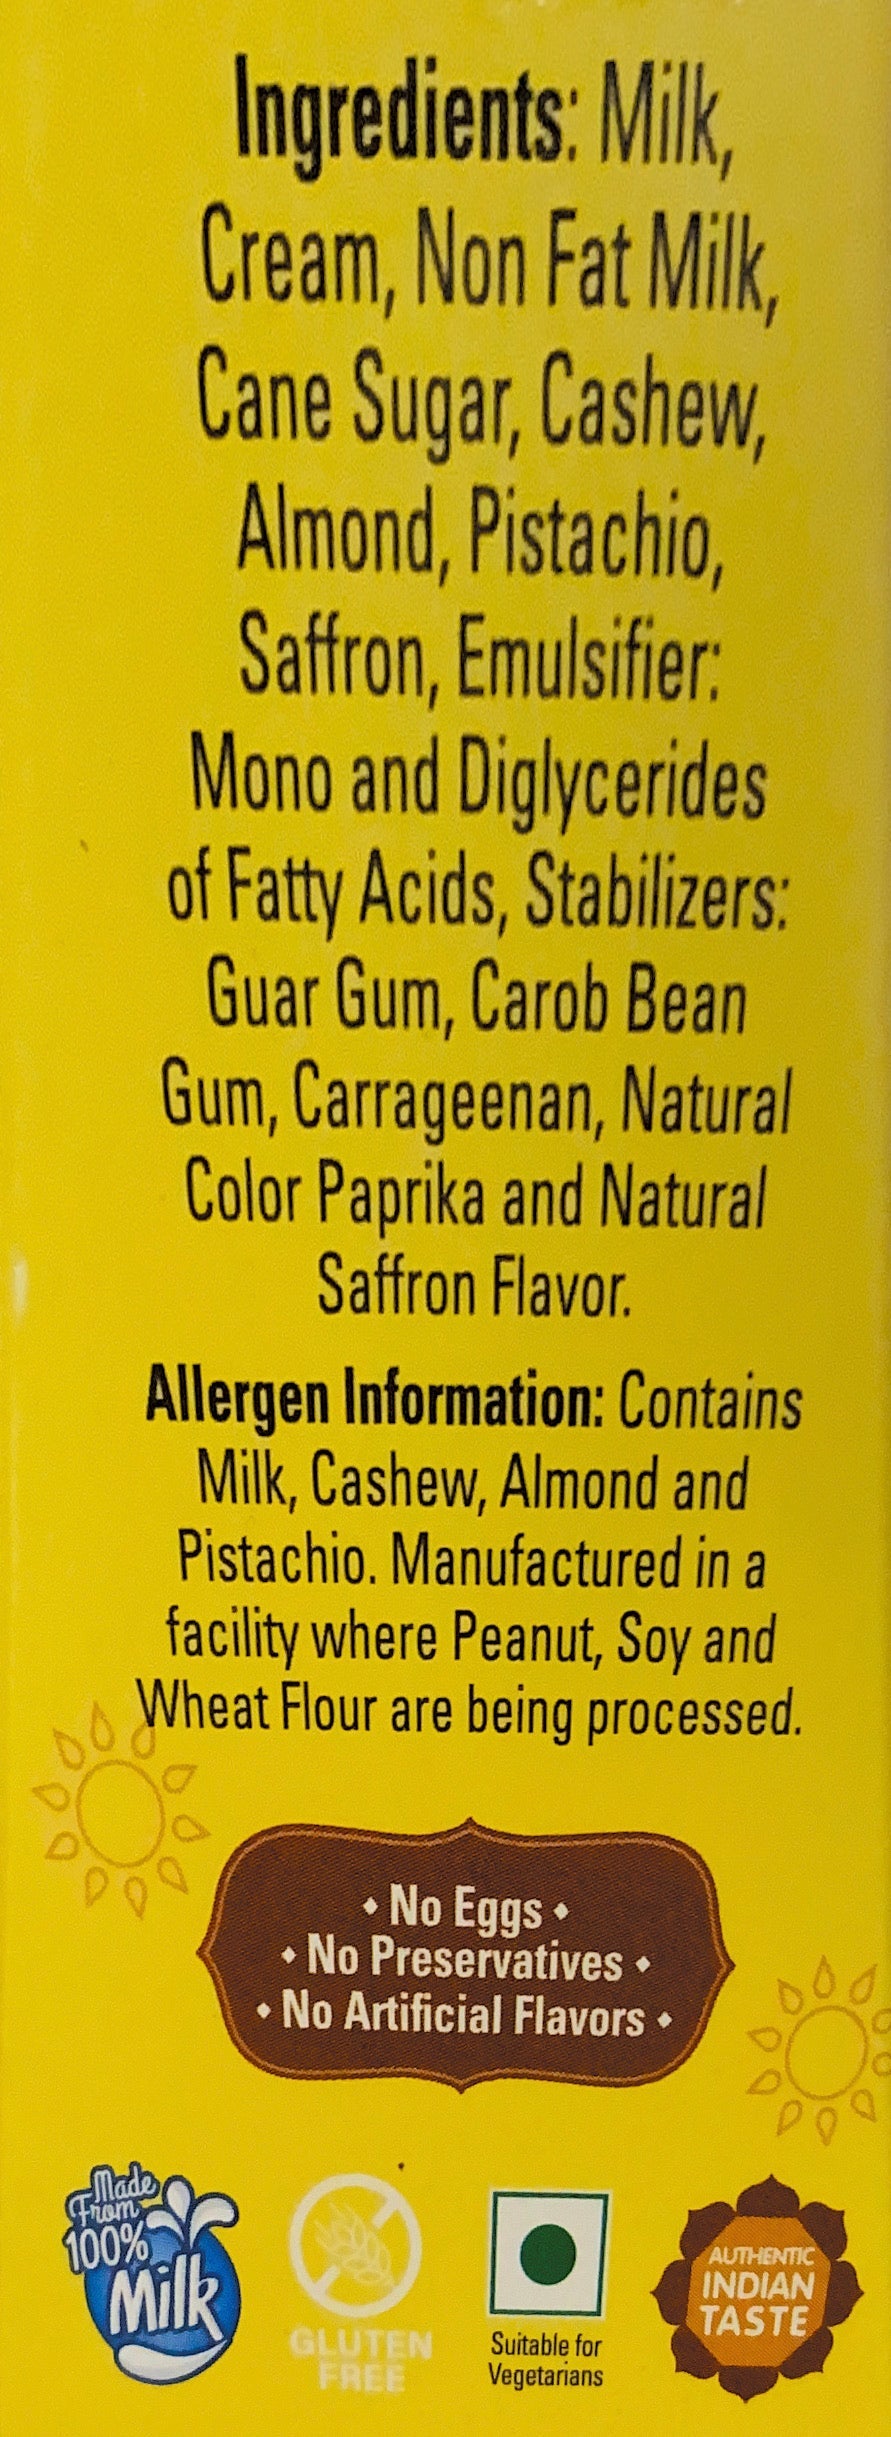 Ingredients: Milk,
Cream, Non Fat Milk,
Cane Sugar, Cashew,
Almond, Pistachio,
Saffron, Emulsifier:
Mono and Diglycerides
of Fatty Acids, Stabilizers:
Guar Gum, Carob Bean
Gum, Carrageenan, Natural
Color Paprika and Natural
Saffron Flavor.
Allergen Information: Contains
Milk, Cashew, Almond and
Pistachio. Manufactured in a
facility where Peanut, Soy and
Wheat Flour are being processed.
• No Eggs •
• No Preservatives •
• No Artificial Flavors •
Made
From
100%
Milk
GLUTEN
FREE
Suitable for
Vegetarians
AUTHENTIC
INDIAN
TASTE